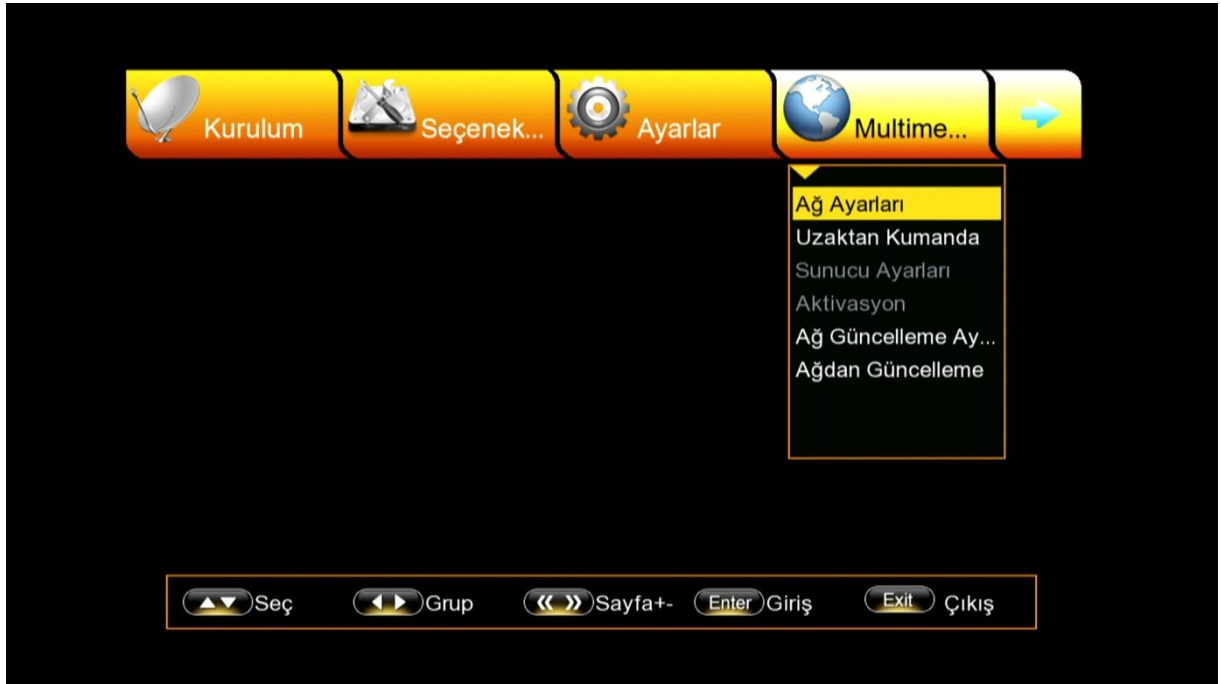 Kurulum
Seçenek...
Ayarlar
Multime...
Ağ Ayarları
Uzaktan Kumanda
Sunucu Ayarları
Aktivasyon
Ağ Güncelleme Ay...
Ağdan Güncelleme
Seç Grup Sayfa+- Enter Giriş Exit Çıkış